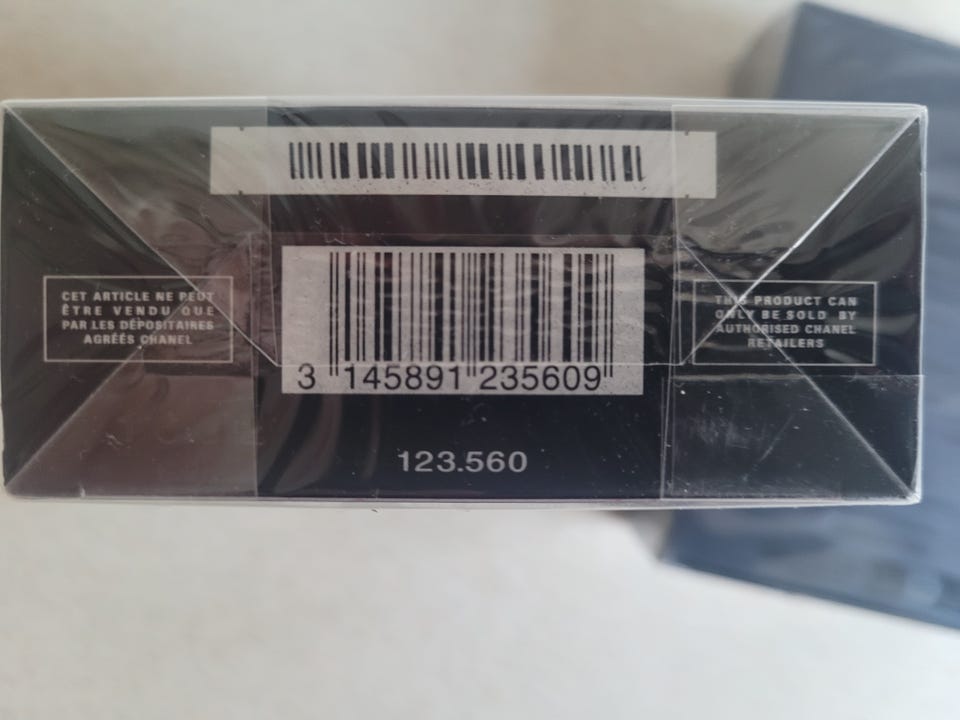 CET ARTICLE NE PEUT
ÊTRE VENDU QUE
PAR LES DÉPOSITAIRES
AGRÉÉS CHANEL
3 145891 235609
THIS PRODUCT CAN
ONLY BE SOLD BY
AUTHORISED CHANEL
RETAILERS
123.560